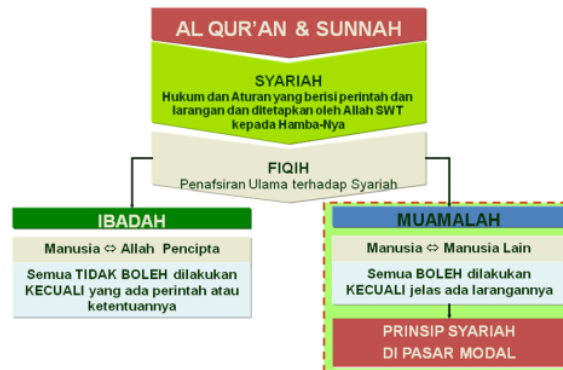 AL QUR'AN & SUNNAH
SYARIAH
Hukum dan Aturan yang berisi perintah dan
larangan dan ditetapkan oleh Allah SWT
kepada Hamba-Nya
FIQIH
Penafsiran Ulama terhadap Syariah
IBADAH
Manusia ⇔ Allah Pencipta
Semua TIDAK BOLEH dilakukan
KECUALI yang ada perintah atau
ketentuannya
MUAMALAH
Manusia ⇔ Manusia Lain
Semua BOLEH dilakukan
KECUALI jelas ada larangannya
PRINSIP SYARIAH
DI PASAR MODAL